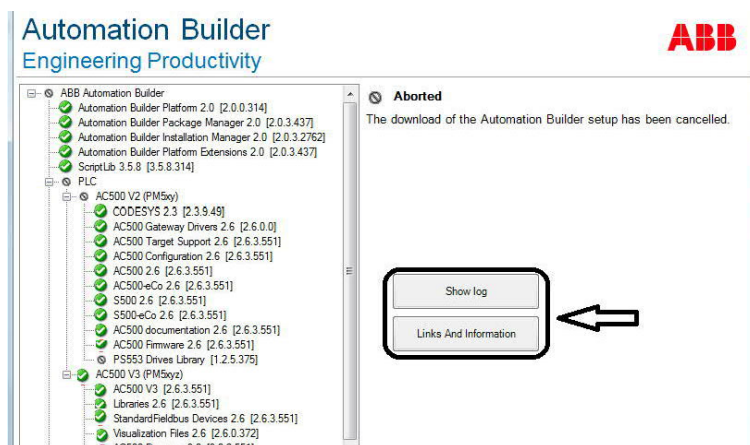 Automation Builder
Engineering Productivity
ABB
ABB Automation Builder
Automation Builder Platform 2.0 [2.0.0.314]
Automation Builder Package Manager 2.0 [2.0.3.437]
Automation Builder Installation Manager 2.0 [2.0.3.2762]
Automation Builder Platform Extensions 2.0 [2.0.3.437]
ScriptLib 3.5.8 [3.5.8.314]
PLC
AC500 V2 (PM5xy)
CODESYS 2.3 [2.3.9.49]
AC500 Gateway Drivers 2.6 [2.6.0.0]
AC500 Target Support 2.6 [2.6.3.551]
AC500 Configuration 2.6 [2.6.3.551]
AC500 2.6 [2.6.3.551]
AC500-eCo 2.6 [2.6.3.551]
S500 2.6 [2.6.3.551]
S500-eCo 2.6 [2.6.3.551]
AC500 documentation 2.6 [2.6.3.551]
AC500 Firmware 2.6 [2.6.3.551]
PS553 Drives Library [1.2.5.375]
AC500 V3 (PM5xyz)
AC500 V3 [2.6.3.551]
Libraries 2.6 [2.6.3.551]
StandardFieldbus Devices 2.6 [2.6.3.551]
Visualization Files 2.6 [2.6.0.372]
Aborted
The download of the Automation Builder setup has been cancelled.
Show log
Links And Information